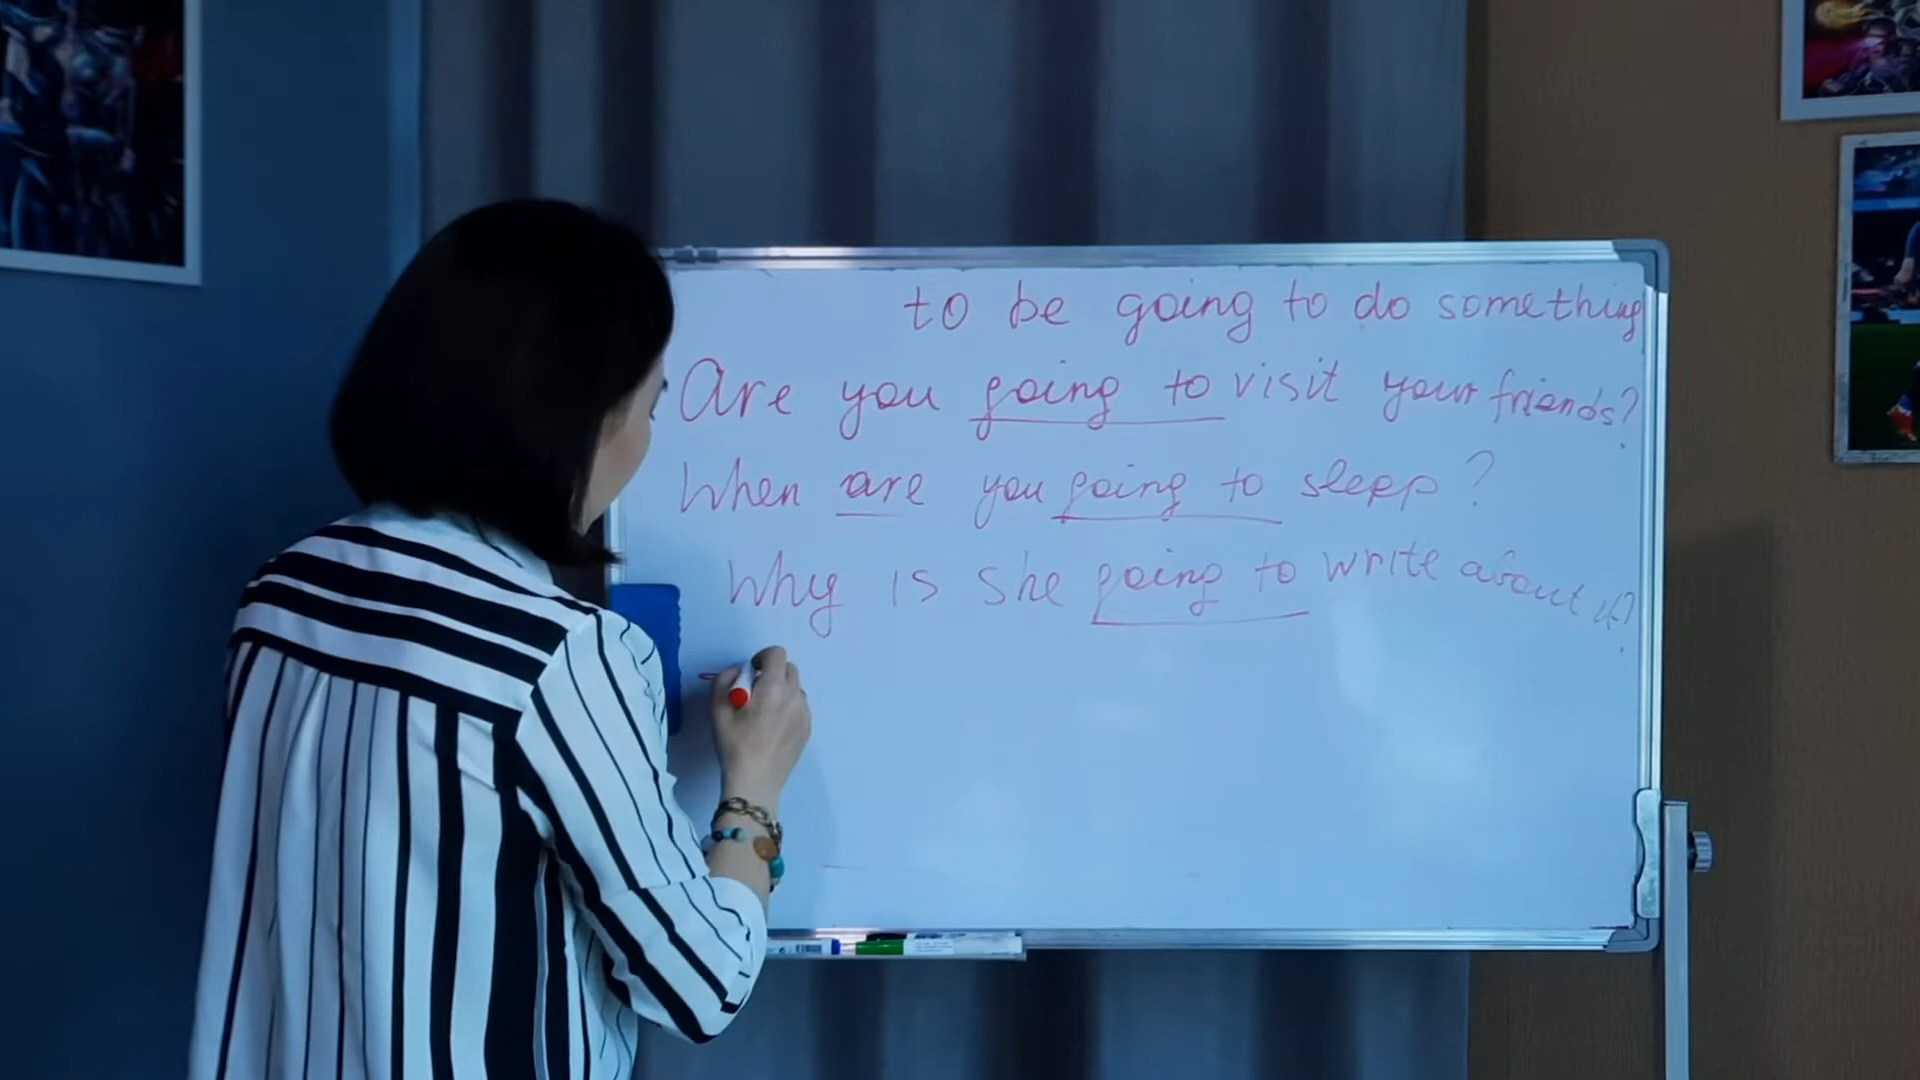 to be going to do something
Are you going to visit your friends?
When are you going to sleep?
Why is she going to write about it?